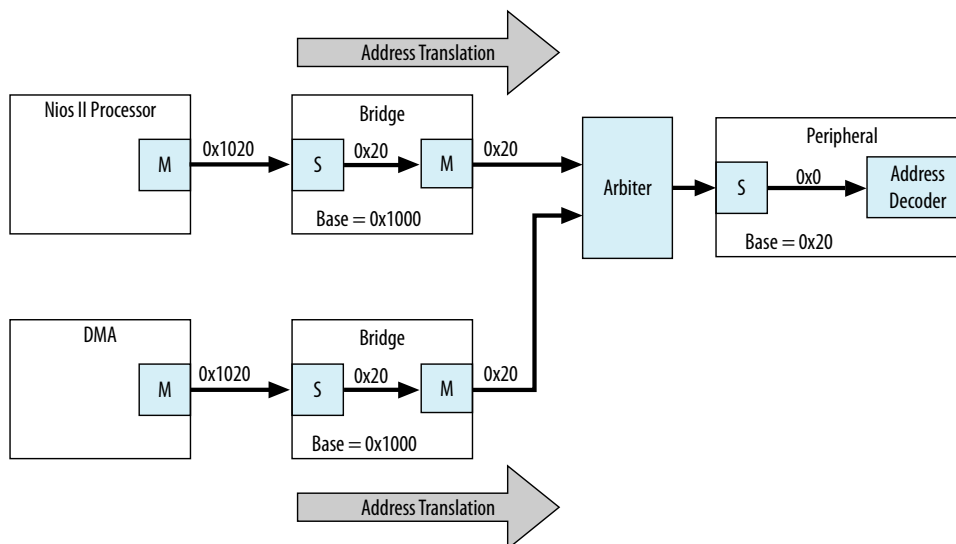 Address Translation
Nios II Processor
M
0x1020
Bridge
S
0x20
M
Base = 0x1000
0x20
Arbiter
Peripheral
S
0x0
Address
Decoder
Base = 0x20
DMA
M
0x1020
Bridge
S
0x20
M
Base = 0x1000
0x20
Address Translation